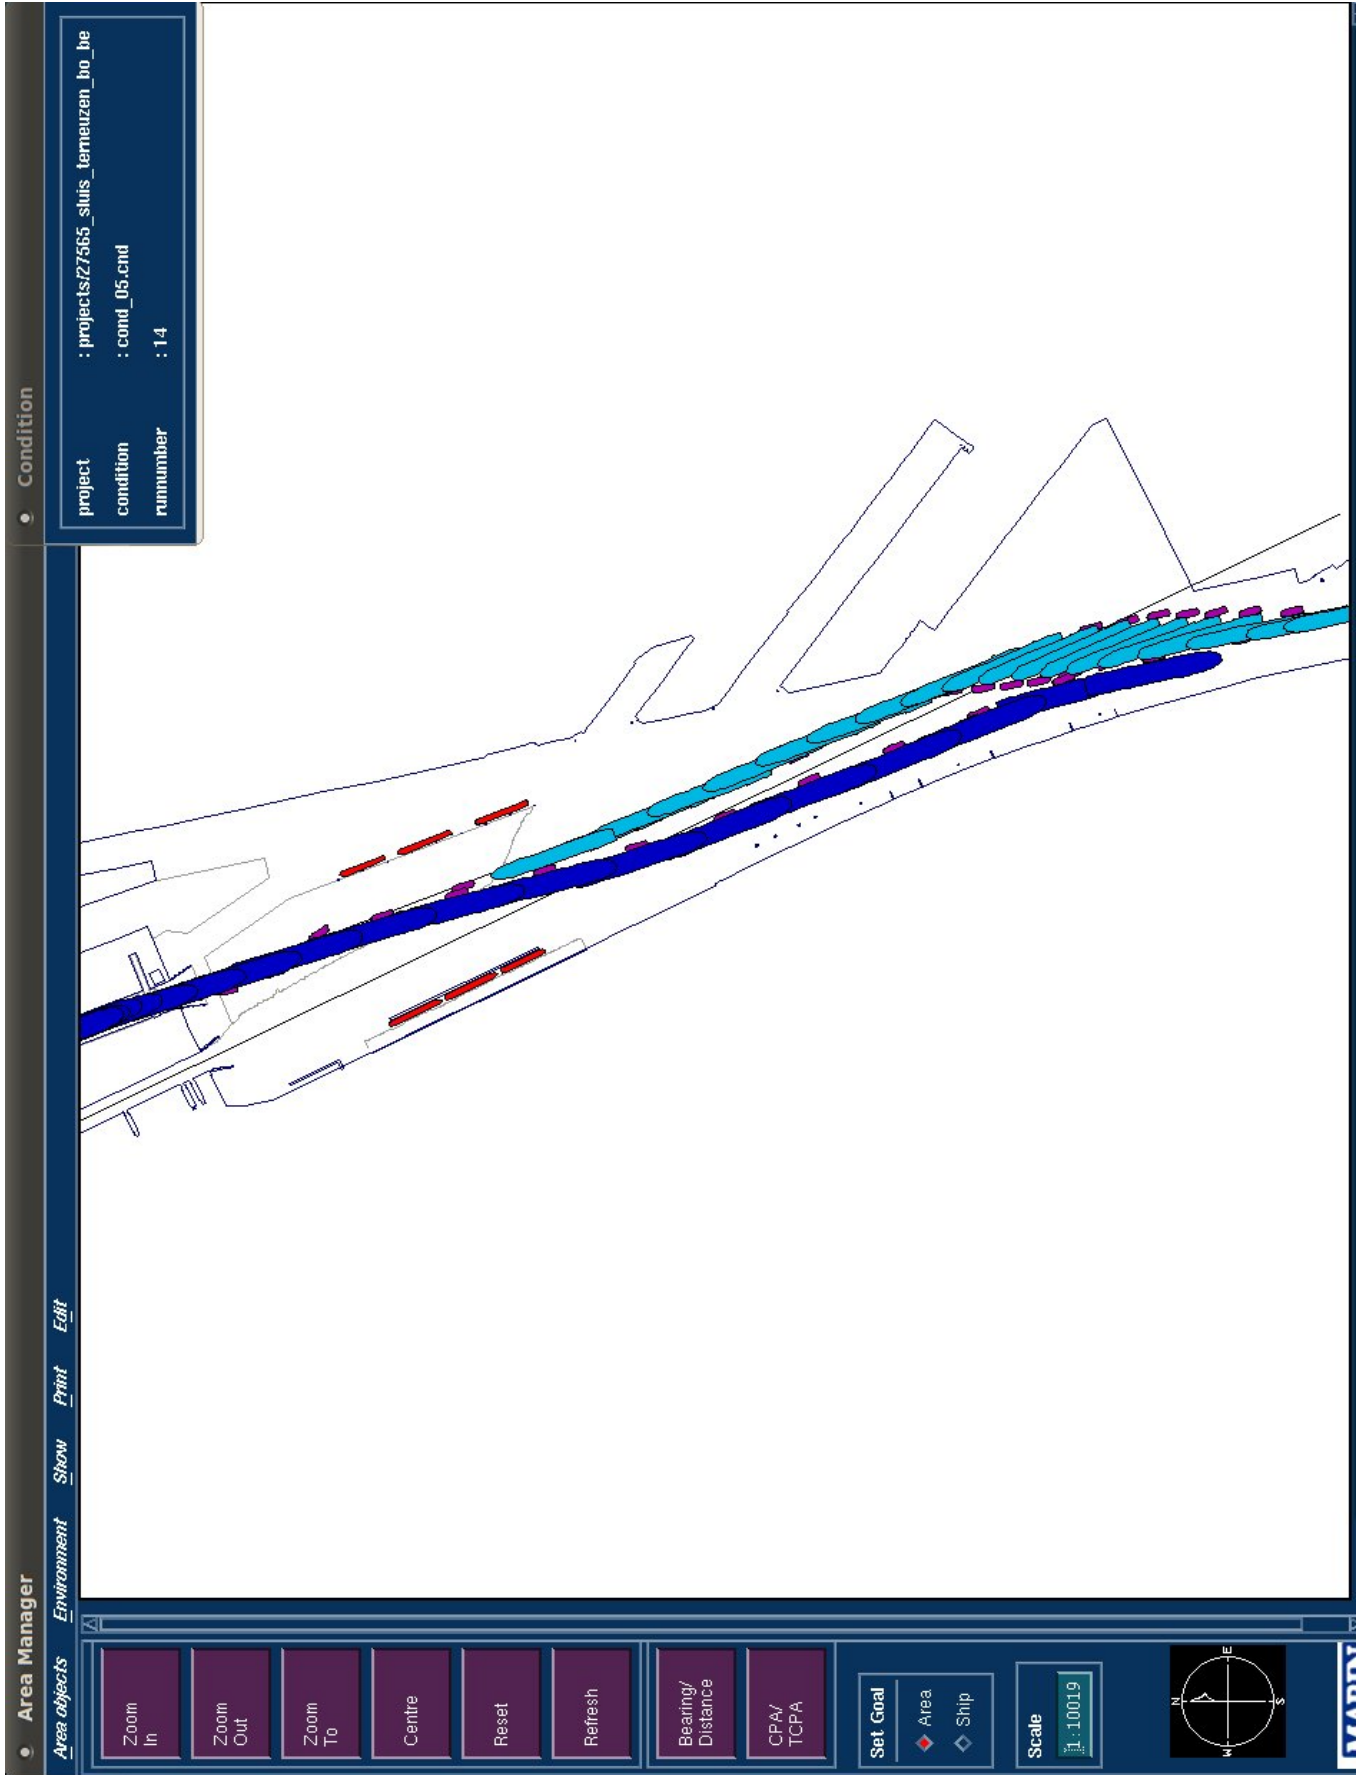 Area Manager
Condition
Area objects Environment Show Print Edit
project : projects/27565_sluis_terneuzen_bo_be
condition : cond_05.cnd
runnumber : 14
Zoom
In
Zoom
Out
Zoom
To
Centre
Reset
Refresh
Bearing/
Distance
CPA/
TCPA
Set Goal
Area
Ship
Scale
1:10019
N
W E
S